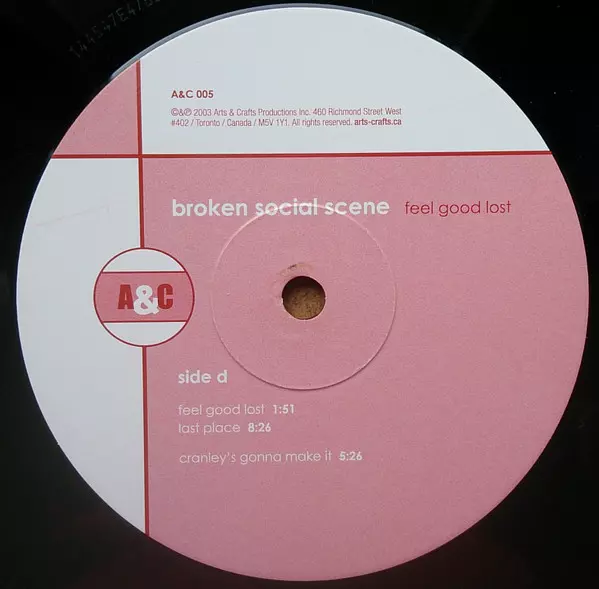 A&C 005
©&℗ 2003 Arts & Crafts Productions Inc. 460 Richmond Street West
#402 / Toronto / Canada / M5V 1Y1. All rights reserved. arts-crafts.ca
broken social scene feel good lost
A&C
side d
feel good lost 1:51
last place 8:26
cranley's gonna make it 5:26